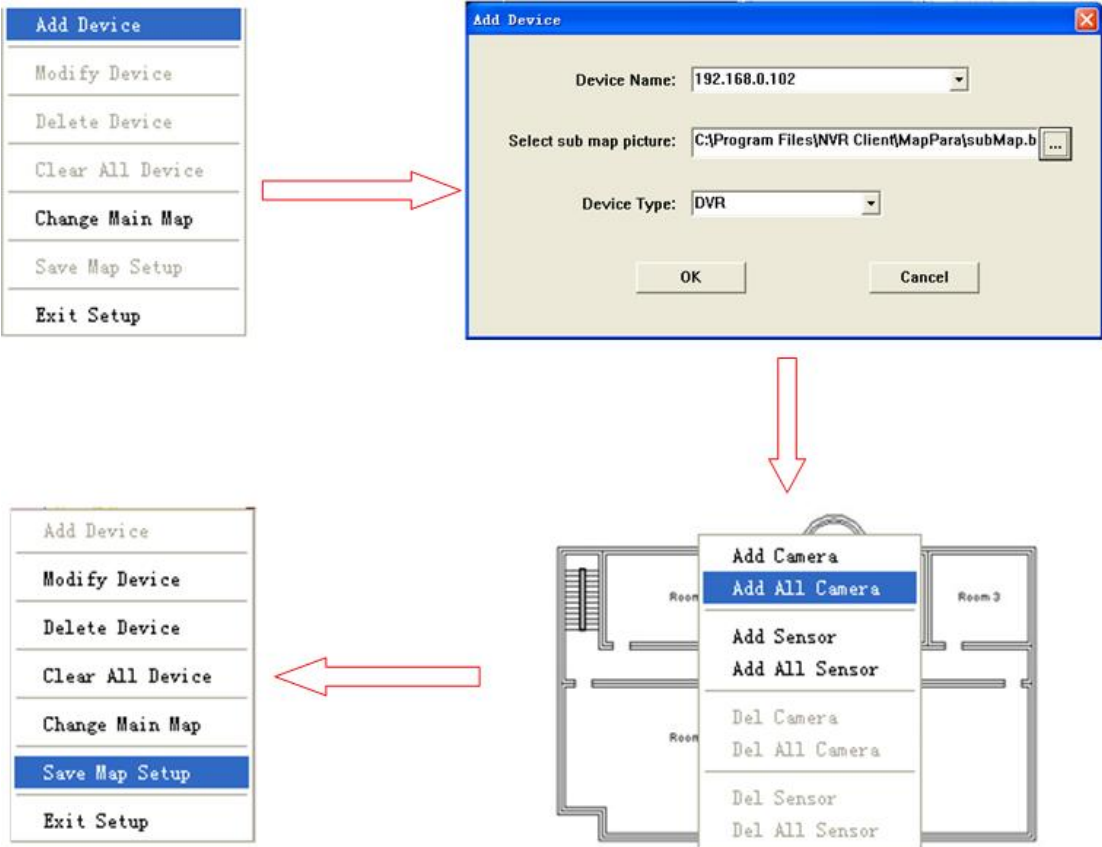 Add Device
Modify Device
Delete Device
Clear All Device
Change Main Map
Save Map Setup
Exit Setup
Add Device
Device Name: 192.168.0.102
Select sub map picture: C:\Program Files\NVR Client\MapPara\subMap.b ...
Device Type: DVR
OK Cancel
Add Camera
Add All Camera
Add Sensor
Add All Sensor
Del Camera
Del All Camera
Del Sensor
Del All Sensor
Room
Room 3
Room
Add Device
Modify Device
Delete Device
Clear All Device
Change Main Map
Save Map Setup
Exit Setup